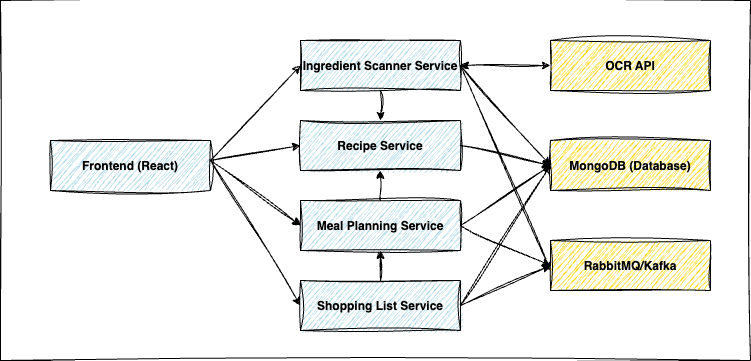 Ingredient Scanner Service
OCR API
Recipe Service
Frontend (React)
MongoDB (Database)
Meal Planning Service
RabbitMQ/Kafka
Shopping List Service